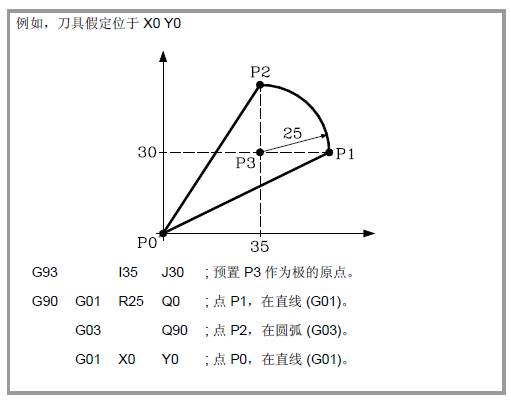 例如，刀具假定位于 X0 Y0
P2
25
30
P3
P1
P0
35
G93 I35 J30 ; 预置 P3 作为极的原点。
G90 G01 R25 Q0 ; 点 P1，在直线 (G01)。
G03 Q90 ; 点 P2，在圆弧 (G03)。
G01 X0 Y0 ; 点 P0，在直线 (G01)。